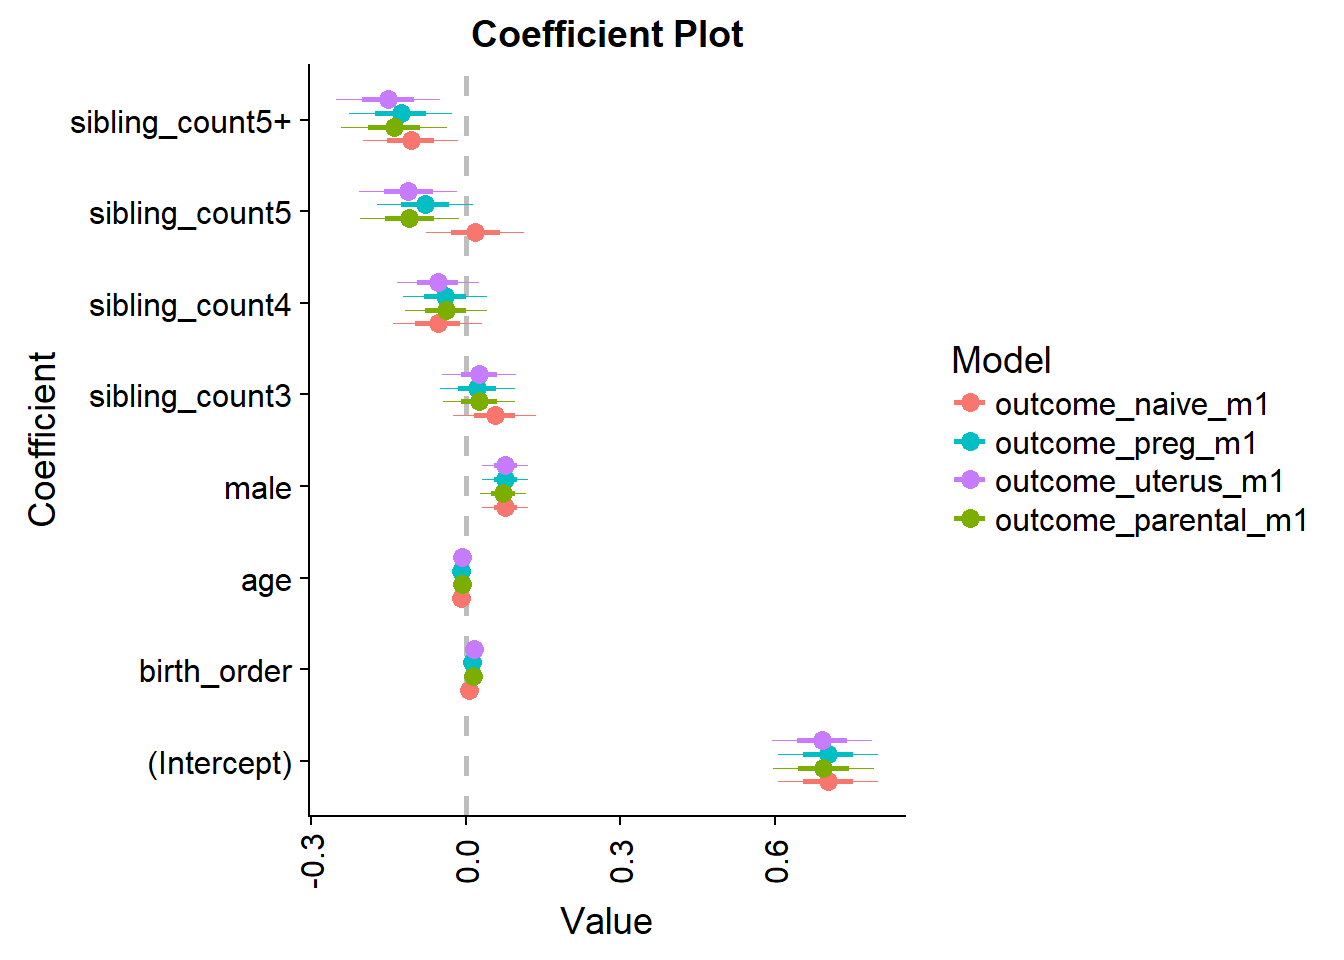 Coefficient Plot
sibling_count5+
sibling_count5
sibling_count4
sibling_count3
male
age
birth_order
(Intercept)
Coefficient
-0.3
0.0
0.3
0.6
Value
Model
outcome_naive_m1
outcome_preg_m1
outcome_uterus_m1
outcome_parental_m1